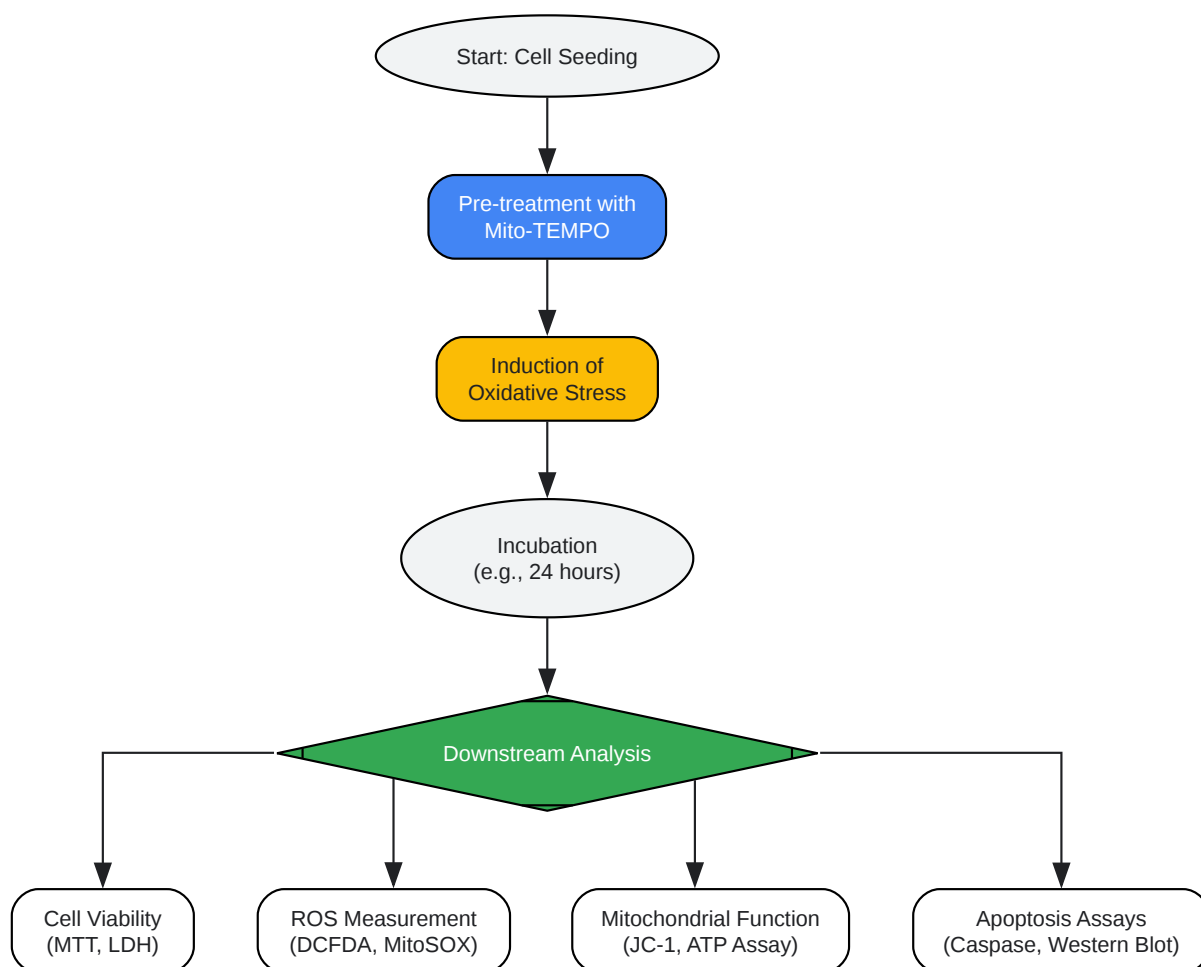 Start: Cell Seeding
Pre-treatment with
Mito-TEMPO
Induction of
Oxidative Stress
Incubation
(e.g., 24 hours)
Downstream Analysis
Cell Viability
(MTT, LDH)
ROS Measurement
(DCFDA, MitoSOX)
Mitochondrial Function
(JC-1, ATP Assay)
Apoptosis Assays
(Caspase, Western Blot)